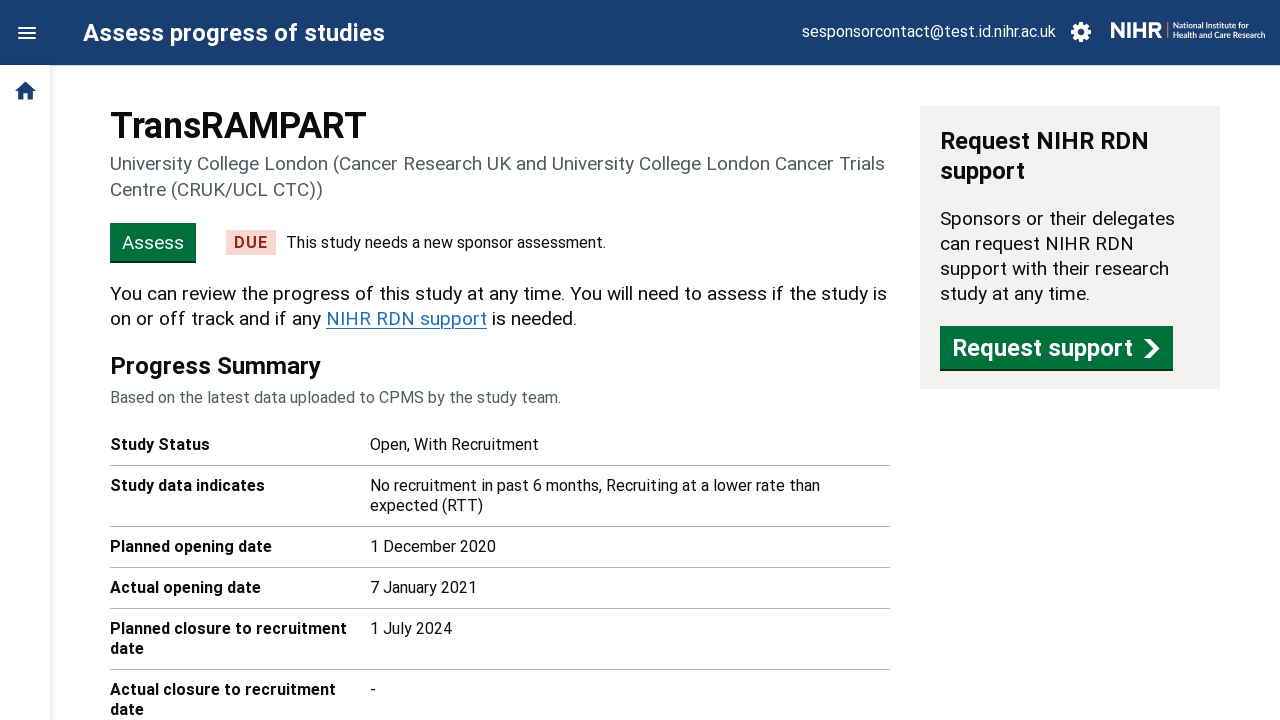 Assess progress of studies
sesponsorcontact@test.id.nihr.ac.uk
NIHR | National Institute for
Health and Care Research
TransRAMPART
University College London (Cancer Research UK and University College London Cancer Trials
Centre (CRUK/UCL CTC))
Assess
DUE
This study needs a new sponsor assessment.
You can review the progress of this study at any time. You will need to assess if the study is
on or off track and if any NIHR RDN support is needed.
Progress Summary
Based on the latest data uploaded to CPMS by the study team.
Study Status
Open, With Recruitment
Study data indicates
No recruitment in past 6 months, Recruiting at a lower rate than
expected (RTT)
Planned opening date
1 December 2020
Actual opening date
7 January 2021
Planned closure to recruitment
date
1 July 2024
Actual closure to recruitment
date
-
Request NIHR RDN
support
Sponsors or their delegates
can request NIHR RDN
support with their research
study at any time.
Request support